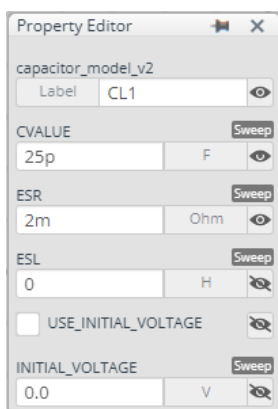 Property Editor
capacitor_model_v2
Label CL1
CVALUE Sweep
25p F
ESR Sweep
2m Ohm
ESL Sweep
0 H
USE_INITIAL_VOLTAGE
INITIAL_VOLTAGE Sweep
0.0 V